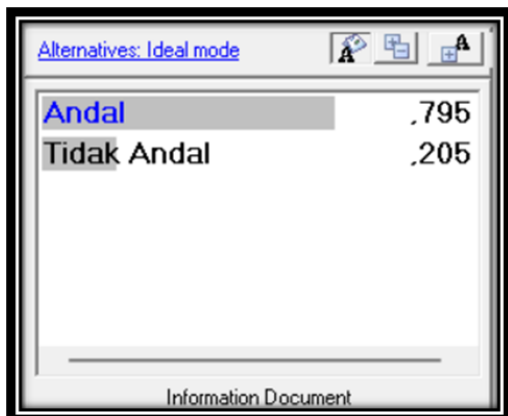 Alternatives: Ideal mode
A A
Andal ,795
Tidak Andal ,205
Information Document